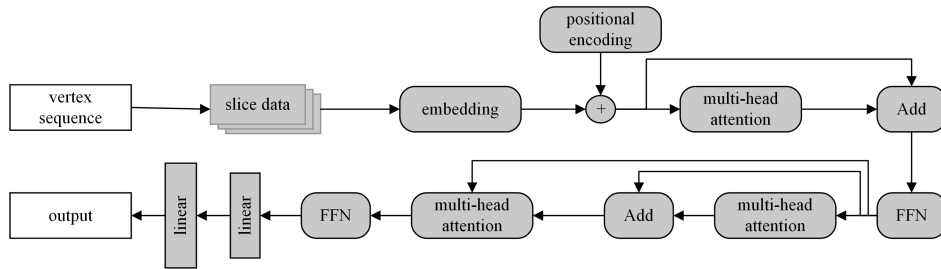 positional
encoding
vertex
sequence
slice data
embedding
+
multi-head
attention
Add
output
linear
linear
FFN
multi-head
attention
Add
multi-head
attention
FFN